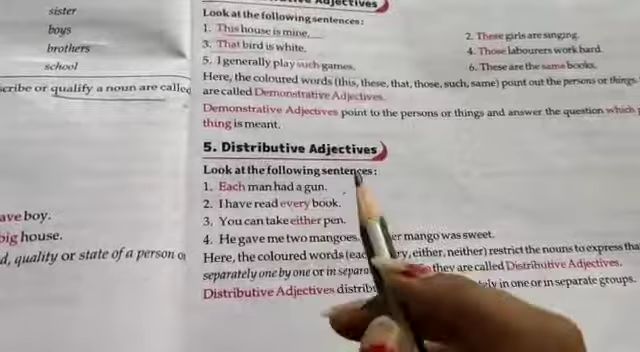 sister
boys
brothers
school
scribe or qualify a noun are called
ave boy.
big house.
d, quality or state of a person o
Adjectives
Look at the following sentences:
1. This house is mine.
2. These girls are singing.
3. That bird is white.
4. Those labourers work hard.
5. I generally play such games.
6. These are the same books.
Here, the coloured words (this, these, that, those, such, same) point out the persons or things.
are called Demonstrative Adjectives.
Demonstrative Adjectives point to the persons or things and answer the question which
thing is meant.
5. Distributive Adjectives
Look at the following sentences:
1. Each man had a gun.
2. I have read every book.
3. You can take either pen.
4. He gave me two mangoes. er mango was sweet.
Here, the coloured words (eac ry, either, neither) restrict the nouns to express tha
separately one by one or in separa they are called Distributive Adjectives.
Distributive Adjectives distrib tely in one or in separate groups.